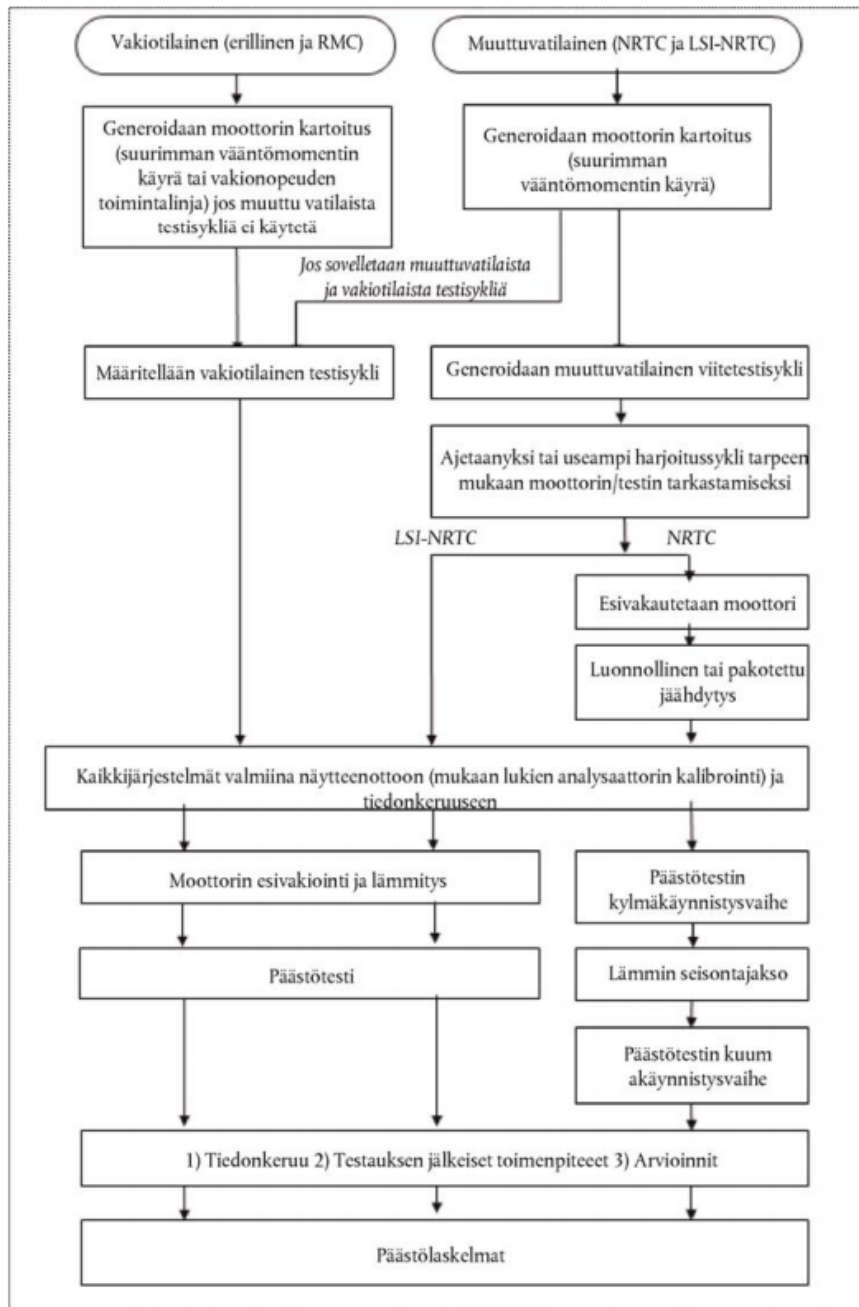 Vakiotilainen (erillinen ja RMC)
Muuttuvatilainen (NRTC ja LSI-NRTC)
Generoidaan moottorin kartoitus
(suurimman vääntömomentin
käyrä tai vakionopeuden
toimintalinja) jos muuttu vatilaista
testisykliä ei käytetä
Generoidaan moottorin kartoitus
(suurimman
vääntömomentin käyrä)
Jos sovelletaan muuttuvatilaista
ja vakiotilaista testisykliä
Määritellään vakiotilainen testisykli
Generoidaan muuttuvatilainen viitetestisykli
Ajetaanyksi tai useampi harjoitussykli tarpeen
mukaan moottorin/testin tarkastamiseksi
LSI-NRTC
NRTC
Esivakautetaan moottori
Luonnollinen tai pakotettu
jäähdytys
Kaikkijärjestelmät valmiina näytteenottoon (mukaan lukien analysaattorin kalibrointi) ja
tiedonkeruuseen
Moottorin esivakiointi ja lämmitys
Päästötestin
kylmäkäynnistysvaihe
Päästötesti
Lämmin seisontajakso
Päästötestin kuum
akäynnistysvaihe
1) Tiedonkeruu 2) Testauksen jälkeiset toimenpiteeet 3) Arvioinnit
Päästölaskelmat